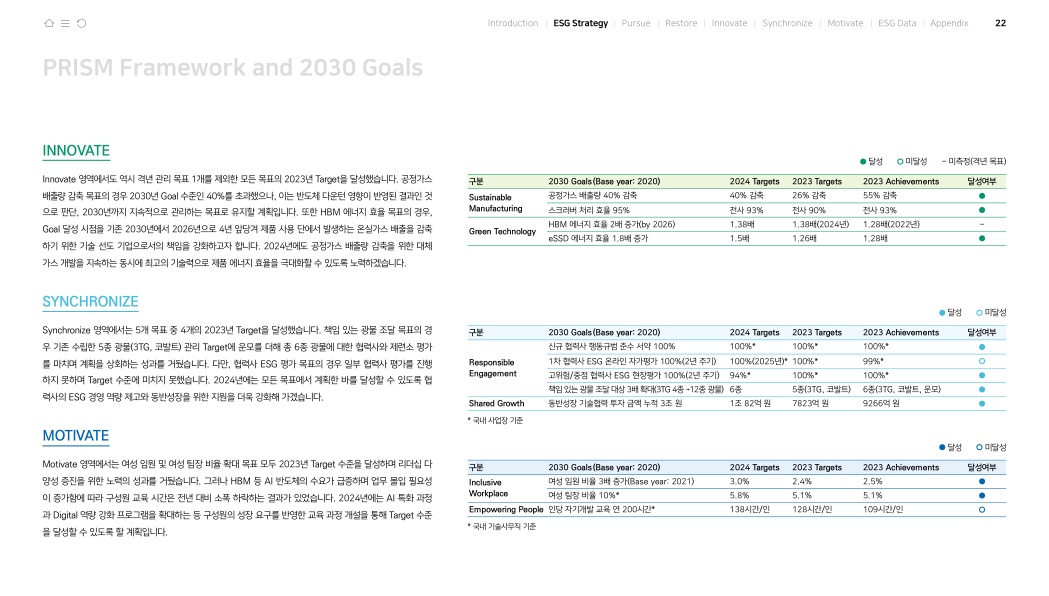 Introduction | ESG Strategy | Pursue | Restore | Innovate | Synchronize | Motivate | ESG Data | Appendix 22
PRISM Framework and 2030 Goals
INNOVATE
Innovate 영역에서도 역시 격년 관리 목표 1개를 제외한 모든 목표의 2023년 Target을 달성했습니다. 공정가스
배출량 감축 목표의 경우 2030년 Goal 수준인 40%를 초과했으나, 이는 반도체 다운턴 영향이 반영된 결과인 것
으로 판단, 2030년까지 지속적으로 관리하는 목표로 유지할 계획입니다. 또한 HBM 에너지 효율 목표의 경우,
Goal 달성 시점을 기존 2030년에서 2026년으로 4년 앞당겨 제품 사용 단에서 발생하는 온실가스 배출을 감축
하기 위한 기술 선도 기업으로서의 책임을 강화하고자 합니다. 2024년에도 공정가스 배출량 감축을 위한 대체
가스 개발을 지속하는 동시에 최고의 기술력으로 제품 에너지 효율을 극대화할 수 있도록 노력하겠습니다.
● 달성 ○ 미달성 – 미측정(격년 목표)
구분 2030 Goals(Base year: 2020) 2024 Targets 2023 Targets 2023 Achievements 달성여부
Sustainable Manufacturing 공정가스 배출량 40% 감축 40% 감축 26% 감축 55% 감축 ●
스크러버 처리 효율 95% 전사 93% 전사 90% 전사 93% ●
Green Technology HBM 에너지 효율 2배 증가(by 2026) 1.38배 1.38배(2024년) 1.28배(2022년) –
eSSD 에너지 효율 1.8배 증가 1.5배 1.26배 1.28배 ●
SYNCHRONIZE
Synchronize 영역에서는 5개 목표 중 4개의 2023년 Target을 달성했습니다. 책임 있는 광물 조달 목표의 경
우 기존 수립한 5종 광물(3TG, 코발트) 관리 Target에 운모를 더해 총 6종 광물에 대한 협력사와 제련소 평가
를 마치며 계획을 상회하는 성과를 거뒀습니다. 다만, 협력사 ESG 평가 목표의 경우 일부 협력사 평가를 진행
하지 못하며 Target 수준에 미치지 못했습니다. 2024년에는 모든 목표에서 계획한 바를 달성할 수 있도록 협
력사의 ESG 경영 역량 제고와 동반성장을 위한 지원을 더욱 강화해 가겠습니다.
● 달성 ○ 미달성
구분 2030 Goals(Base year: 2020) 2024 Targets 2023 Targets 2023 Achievements 달성여부
Responsible Engagement 신규 협력사 행동규범 준수 서약 100% 100%* 100%* 100%* ●
1차 협력사 ESG 온라인 자가평가 100%(2년 주기) 100%(2025년)* 100%* 99%* ○
고위험/중점 협력사 ESG 현장평가 100%(2년 주기) 94%* 100%* 100%* ●
책임 있는 광물 조달 대상 3배 확대(3TG 4종→12종 광물) 6종 5종(3TG, 코발트) 6종(3TG, 코발트, 운모) ●
Shared Growth 동반성장 기술협력 투자 금액 누적 3조 원 1조 82억 원 7823억 원 9266억 원 ●
* 국내 사업장 기준
MOTIVATE
Motivate 영역에서는 여성 임원 및 여성 팀장 비율 확대 목표 모두 2023년 Target 수준을 달성하며 리더십 다
양성 증진을 위한 노력의 성과를 거뒀습니다. 그러나 HBM 등 AI 반도체의 수요가 급증하며 업무 몰입 필요성
이 증가함에 따라 구성원 교육 시간은 전년 대비 소폭 하락하는 결과가 있었습니다. 2024년에는 AI 특화 과정
과 Digital 역량 강화 프로그램을 확대하는 등 구성원의 성장 요구를 반영한 교육 과정 개설을 통해 Target 수준
을 달성할 수 있도록 할 계획입니다.
● 달성 ○ 미달성
구분 2030 Goals(Base year: 2020) 2024 Targets 2023 Targets 2023 Achievements 달성여부
Inclusive Workplace 여성 임원 비율 3배 증가(Base year: 2021) 3.0% 2.4% 2.5% ●
여성 팀장 비율 10%* 5.8% 5.1% 5.1% ●
Empowering People 인당 자기개발 교육 연 200시간* 138시간/인 128시간/인 109시간/인 ○
* 국내 기술사무직 기준